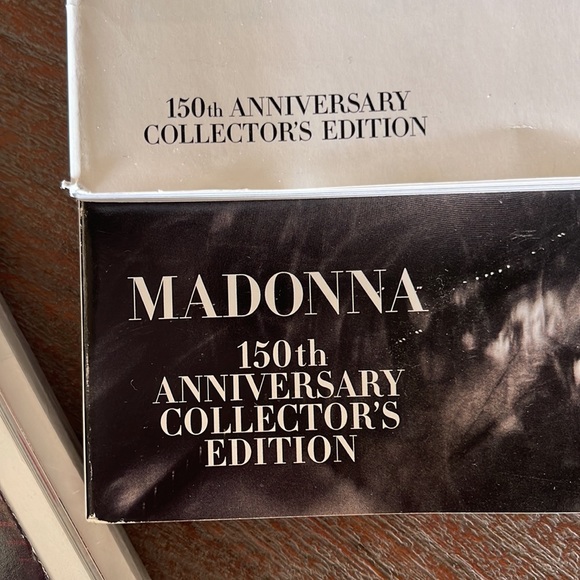 150th ANNIVERSARY
COLLECTOR'S EDITION
MADONNA
150th
ANNIVERSARY
COLLECTOR'S
EDITION